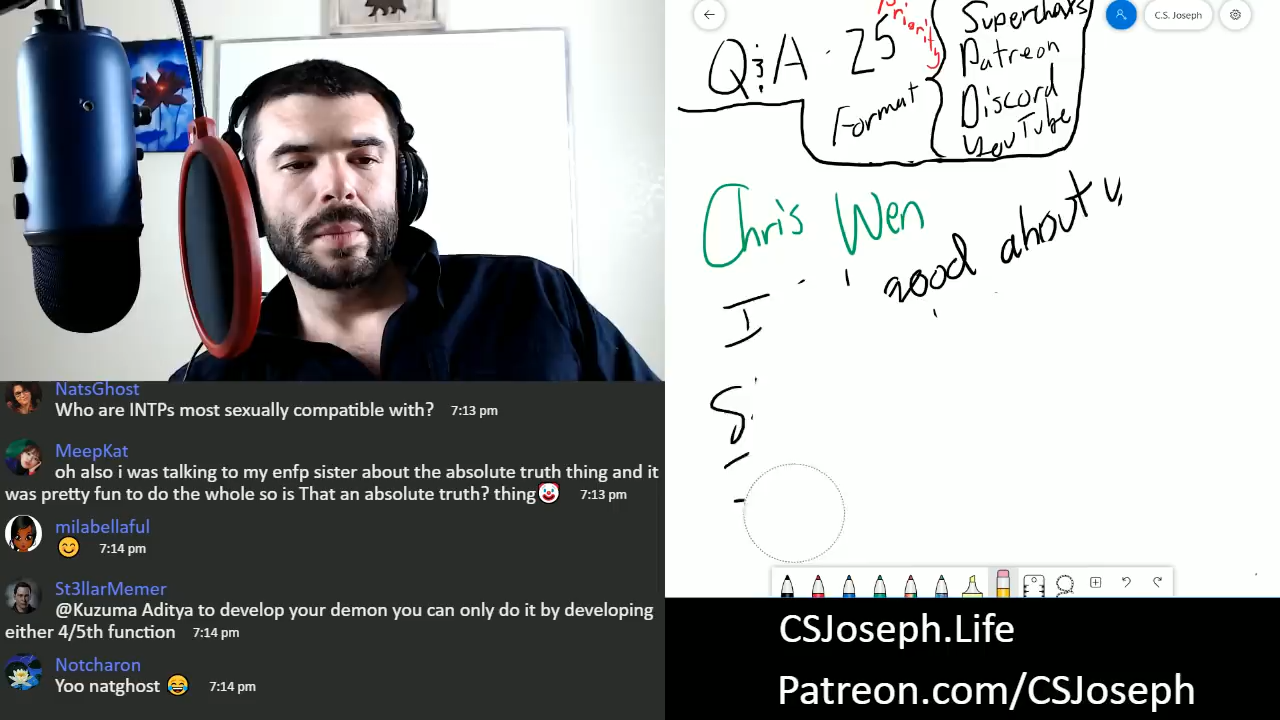 NatsGhost
Who are INTPs most sexually compatible with? 7:13 pm
MeepKat
oh also i was talking to my enfp sister about the absolute truth thing and it
was pretty fun to do the whole so is That an absolute truth? thing🤡 7:13 pm
milabellaful
😊 7:14 pm
St3llarMemer
@Kuzuma Aditya to develop your demon you can only do it by developing
either 4/5th function 7:14 pm
Notcharon
Yoo natghost 😂 7:14 pm
C.S. Joseph
Q&A. 25
Format
Priority
Superchats
Patreon
Discord
YouTube
Chris Wen
I good about
CSJoseph.Life
Patreon.com/CSJoseph